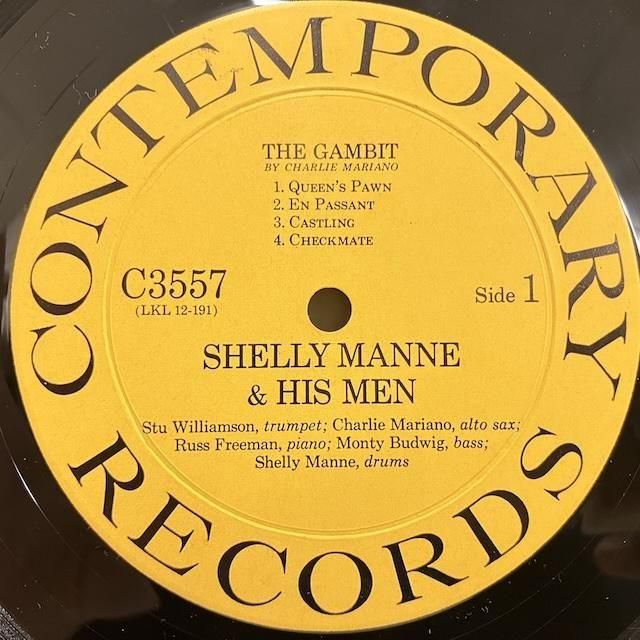 CONTEMPORARY
THE GAMBIT
BY CHARLIE MARIANO
1. QUEEN'S PAWN
2. EN PASSANT
3. CASTLING
4. CHECKMATE
C3557
(LKL 12-191)
Side 1
SHELLY MANNE
& HIS MEN
Stu Williamson, trumpet; Charlie Mariano, alto sax;
Russ Freeman, piano; Monty Budwig, bass;
Shelly Manne, drums
RECORDS